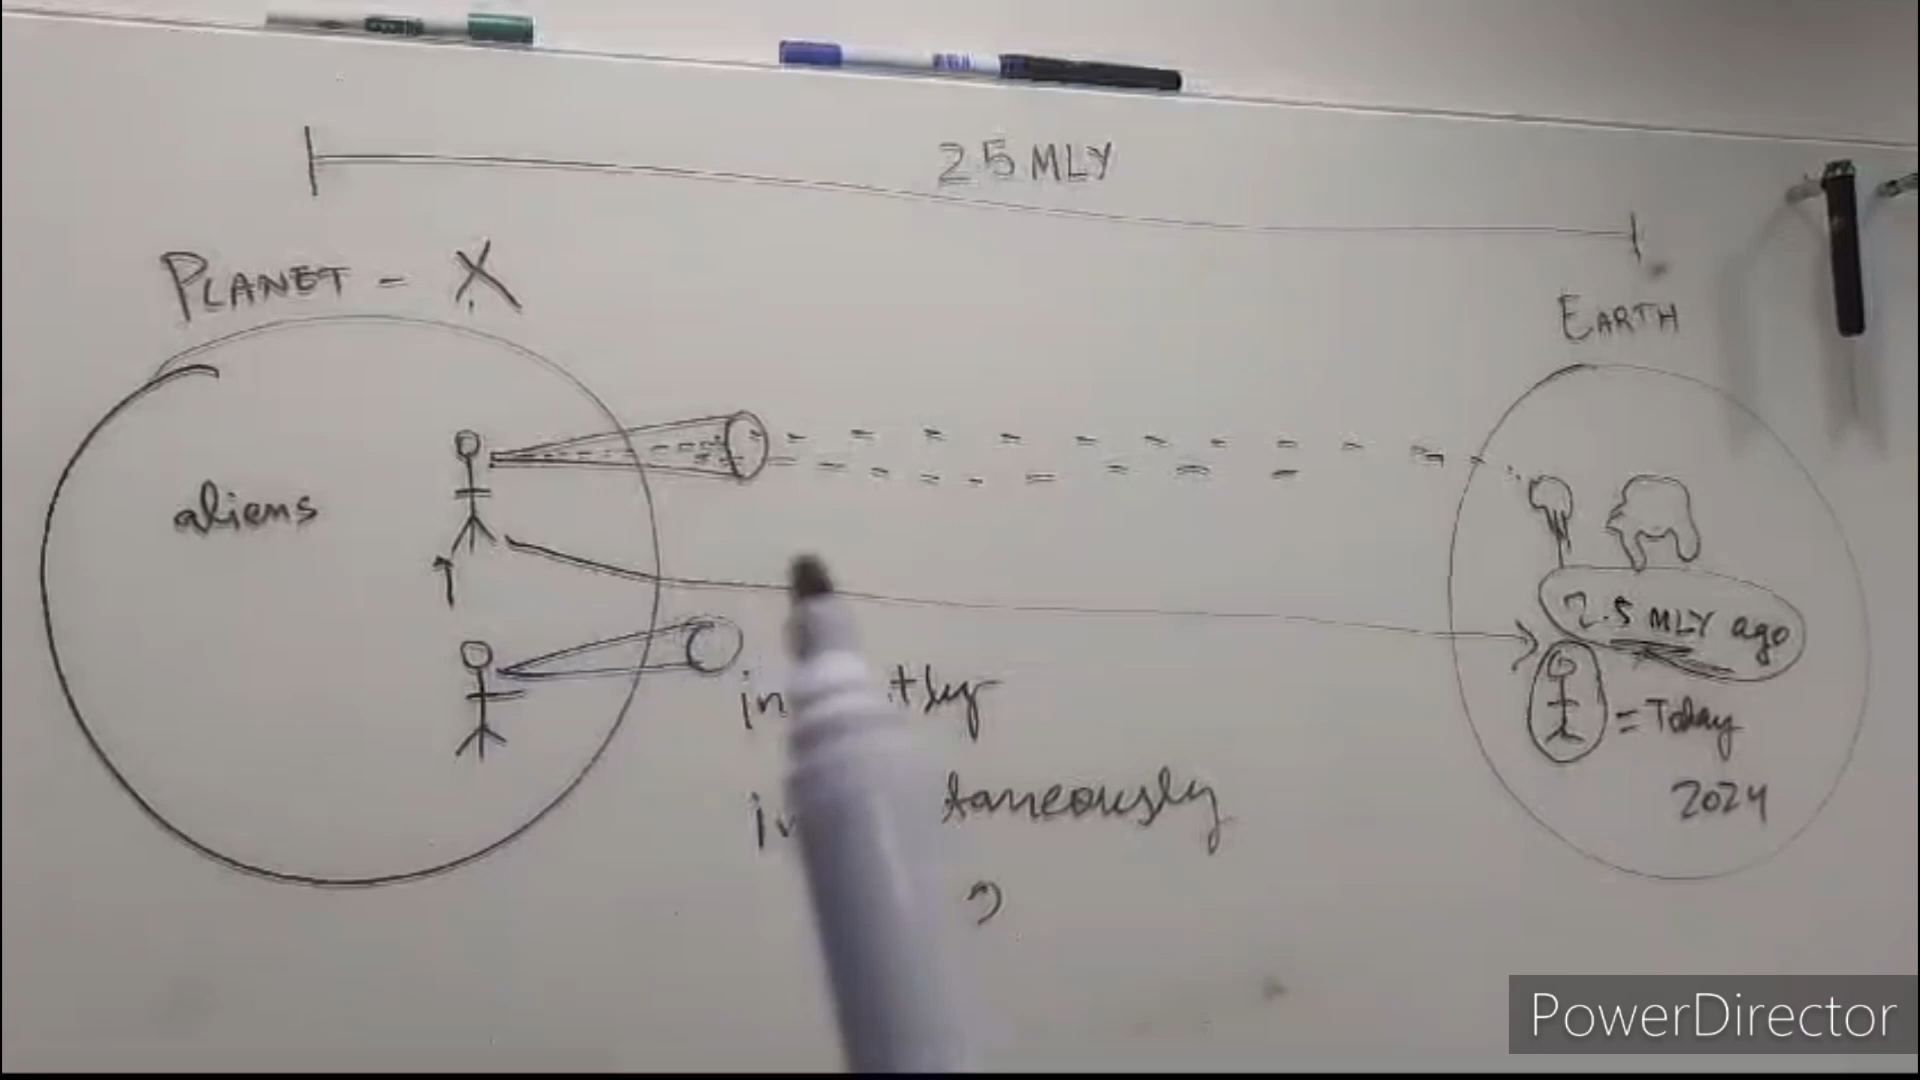 2.5 MLY
PLANET - X
EARTH
aliens
2.5 MLY ago
= Today
2024
PowerDirector